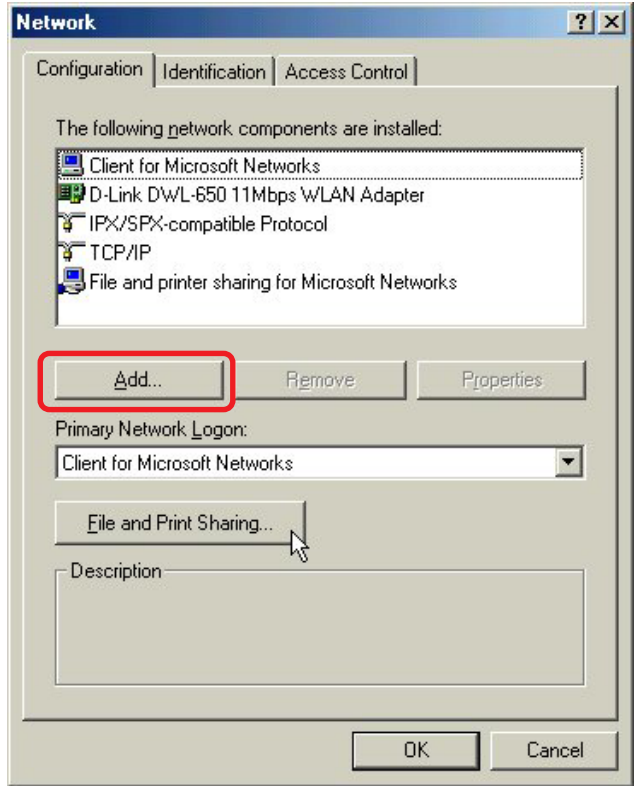 Network
Configuration Identification Access Control
The following network components are installed:
Client for Microsoft Networks
D-Link DWL-650 11Mbps WLAN Adapter
IPX/SPX-compatible Protocol
TCP/IP
File and printer sharing for Microsoft Networks
Add... Remove Properties
Primary Network Logon:
Client for Microsoft Networks
File and Print Sharing...
Description
OK Cancel